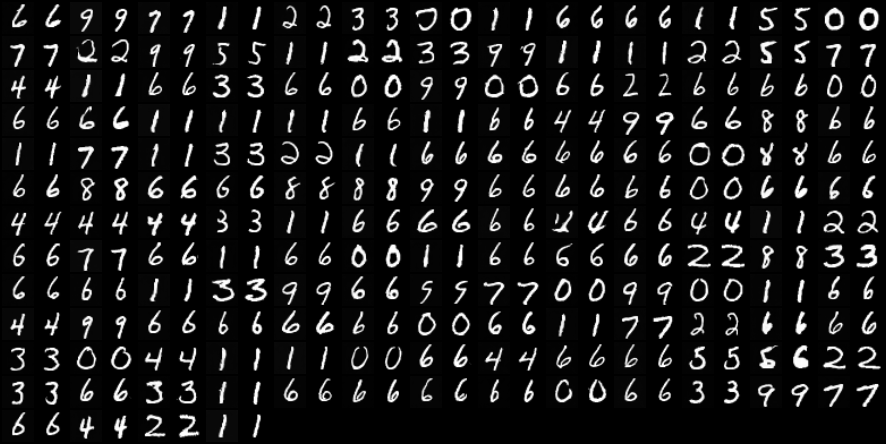 6 6 9 9 7 7 1 1 2 2 3 3 0 0 1 1 6 6 6 6 1 1 5 5 0 0
7 7 2 2 9 9 5 5 1 1 2 2 3 3 9 9 1 1 1 1 2 2 5 5 7 7
4 4 1 1 6 6 3 3 6 6 0 0 9 9 0 0 6 6 2 2 6 6 6 6 0 0
6 6 6 6 1 1 1 1 1 1 6 6 1 1 6 6 4 4 9 9 6 6 8 8 6 6
1 1 7 7 1 1 3 3 2 2 1 1 6 6 6 6 6 6 6 6 0 0 8 8 6 6
6 6 8 8 6 6 6 6 8 8 8 8 9 9 6 6 6 6 6 6 0 0 6 6 6 6
4 4 4 4 4 4 3 3 1 1 6 6 6 6 6 6 4 4 6 6 4 4 1 1 2 2
6 6 7 7 6 6 1 1 6 6 0 0 1 1 6 6 6 6 6 6 2 2 8 8 3 3
6 6 6 6 1 1 3 3 9 9 6 6 5 5 7 7 0 0 9 9 0 0 1 1 6 6
4 4 9 9 6 6 6 6 6 6 6 6 0 0 6 6 1 1 7 7 2 2 6 6 6 6
3 3 0 0 4 4 1 1 1 1 0 0 6 6 4 4 6 6 6 6 5 5 5 6 2 2
3 3 6 6 3 3 1 1 6 6 6 6 6 6 6 6 0 0 6 6 3 3 9 9 7 7
6 6 4 4 2 2 1 1